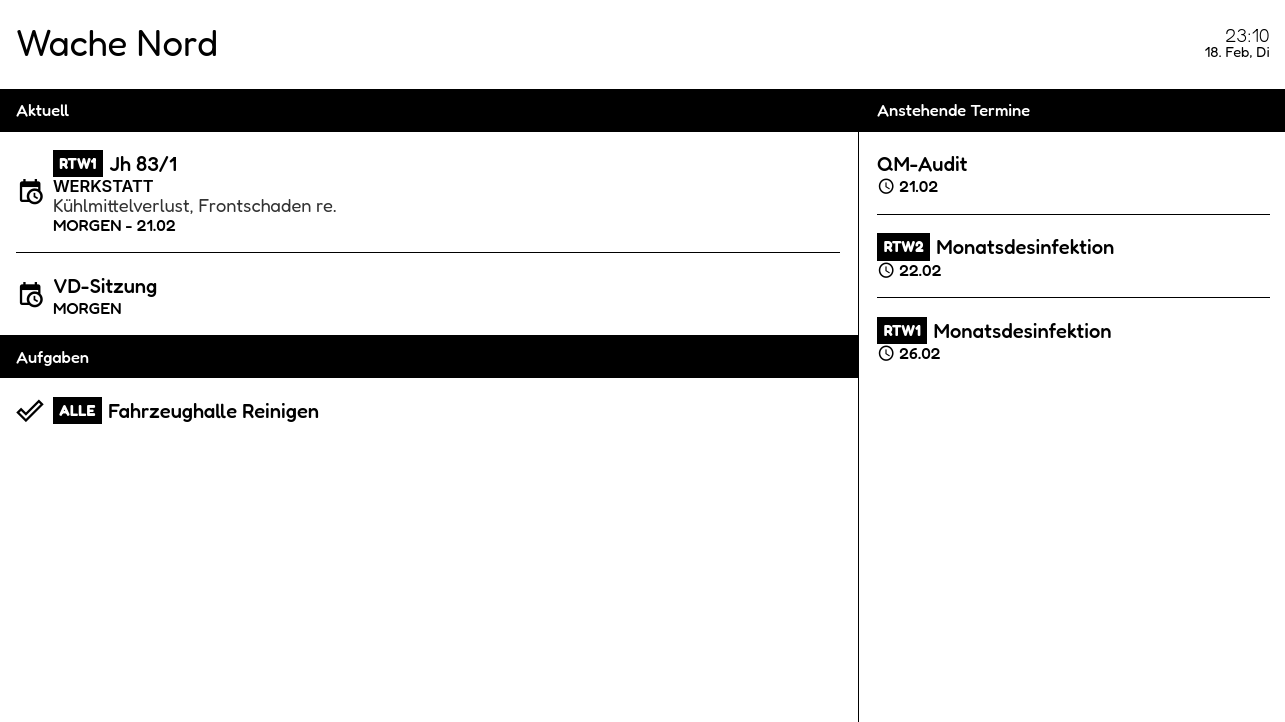 Wache Nord
23:10
18. Feb, Di
Aktuell
RTW1 Jh 83/1
WERKSTATT
Kühlmittelverlust, Frontschaden re.
MORGEN - 21.02
VD-Sitzung
MORGEN
Aufgaben
ALLE Fahrzeughalle Reinigen
Anstehende Termine
QM-Audit
21.02
RTW2 Monatsdesinfektion
22.02
RTW1 Monatsdesinfektion
26.02